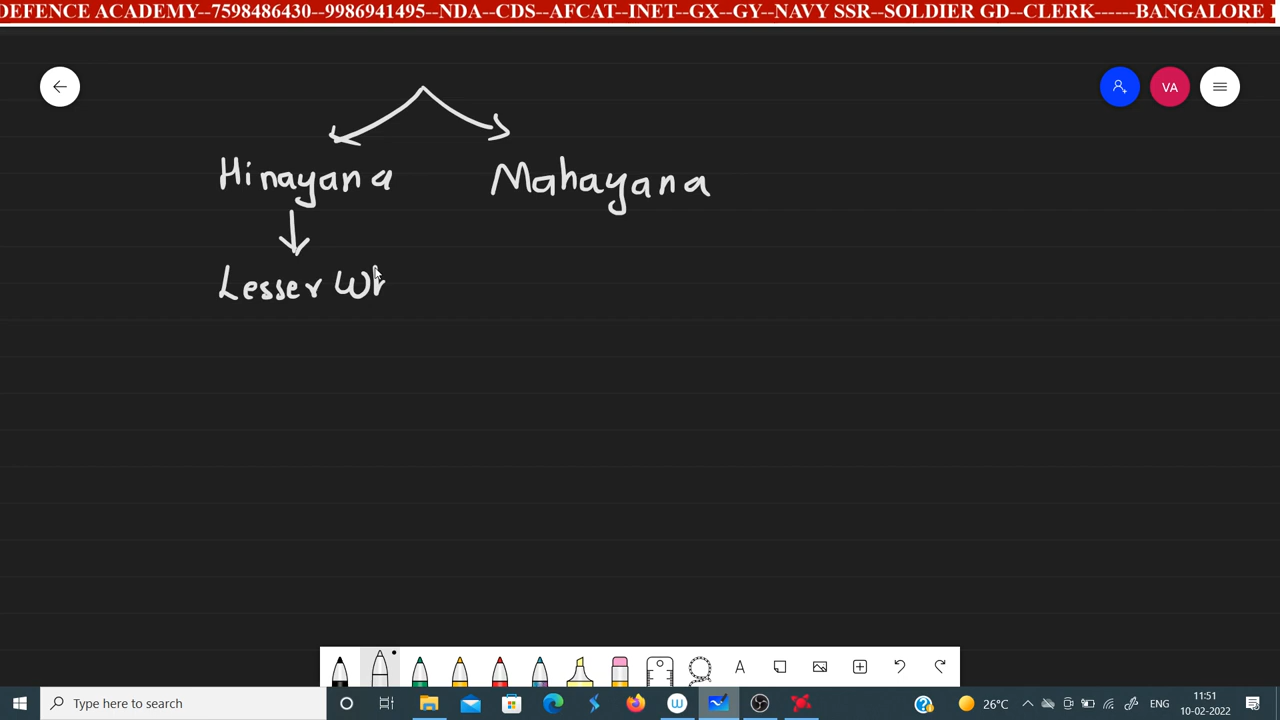 DEFENCE ACADEMY--7598486430--9986941495--NDA--CDS--AFCAT--INET--GX--GY--NAVY SSR--SOLDIER GD--CLERK------BANGALORE
VA
Hinayana Mahayana
Lesser Wh
A
Type here to search
W
26°C
ENG
11:51
10-02-2022